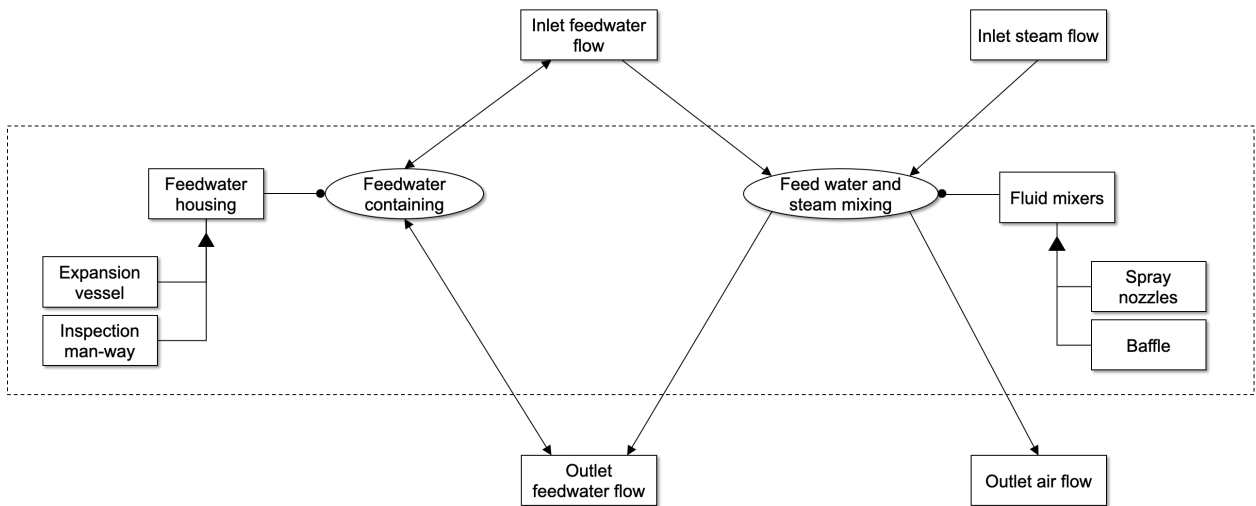 Inlet feedwater
flow
Inlet steam flow
Feedwater
housing
Feedwater
containing
Feed water and
steam mixing
Fluid mixers
Expansion
vessel
Inspection
man-way
Spray
nozzles
Baffle
Outlet
feedwater flow
Outlet air flow